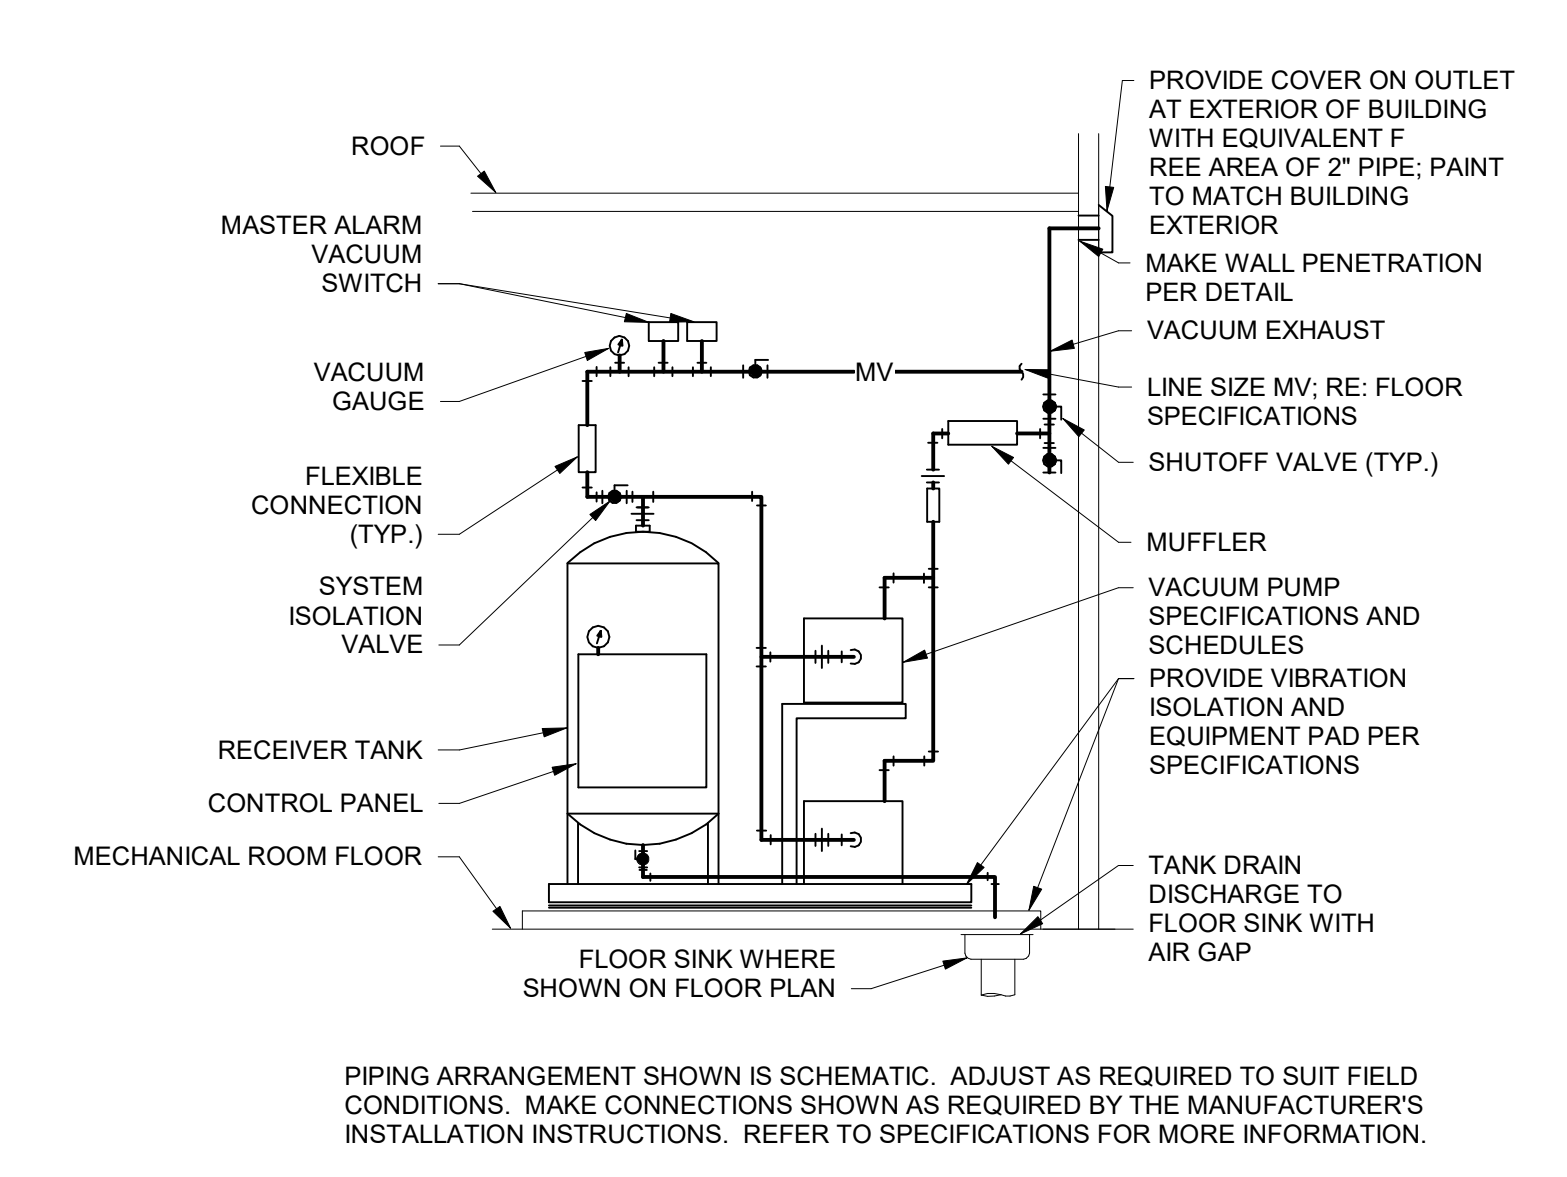 ROOF
MASTER ALARM
VACUUM
SWITCH
VACUUM
GAUGE
FLEXIBLE
CONNECTION
(TYP.)
SYSTEM
ISOLATION
VALVE
RECEIVER TANK
CONTROL PANEL
MECHANICAL ROOM FLOOR
MV
FLOOR SINK WHERE
SHOWN ON FLOOR PLAN
PROVIDE COVER ON OUTLET
AT EXTERIOR OF BUILDING
WITH EQUIVALENT F
REE AREA OF 2" PIPE; PAINT
TO MATCH BUILDING
EXTERIOR
MAKE WALL PENETRATION
PER DETAIL
VACUUM EXHAUST
LINE SIZE MV; RE: FLOOR
SPECIFICATIONS
SHUTOFF VALVE (TYP.)
MUFFLER
VACUUM PUMP
SPECIFICATIONS AND
SCHEDULES
PROVIDE VIBRATION
ISOLATION AND
EQUIPMENT PAD PER
SPECIFICATIONS
TANK DRAIN
DISCHARGE TO
FLOOR SINK WITH
AIR GAP
PIPING ARRANGEMENT SHOWN IS SCHEMATIC.  ADJUST AS REQUIRED TO SUIT FIELD
CONDITIONS.  MAKE CONNECTIONS SHOWN AS REQUIRED BY THE MANUFACTURER'S
INSTALLATION INSTRUCTIONS.  REFER TO SPECIFICATIONS FOR MORE INFORMATION.